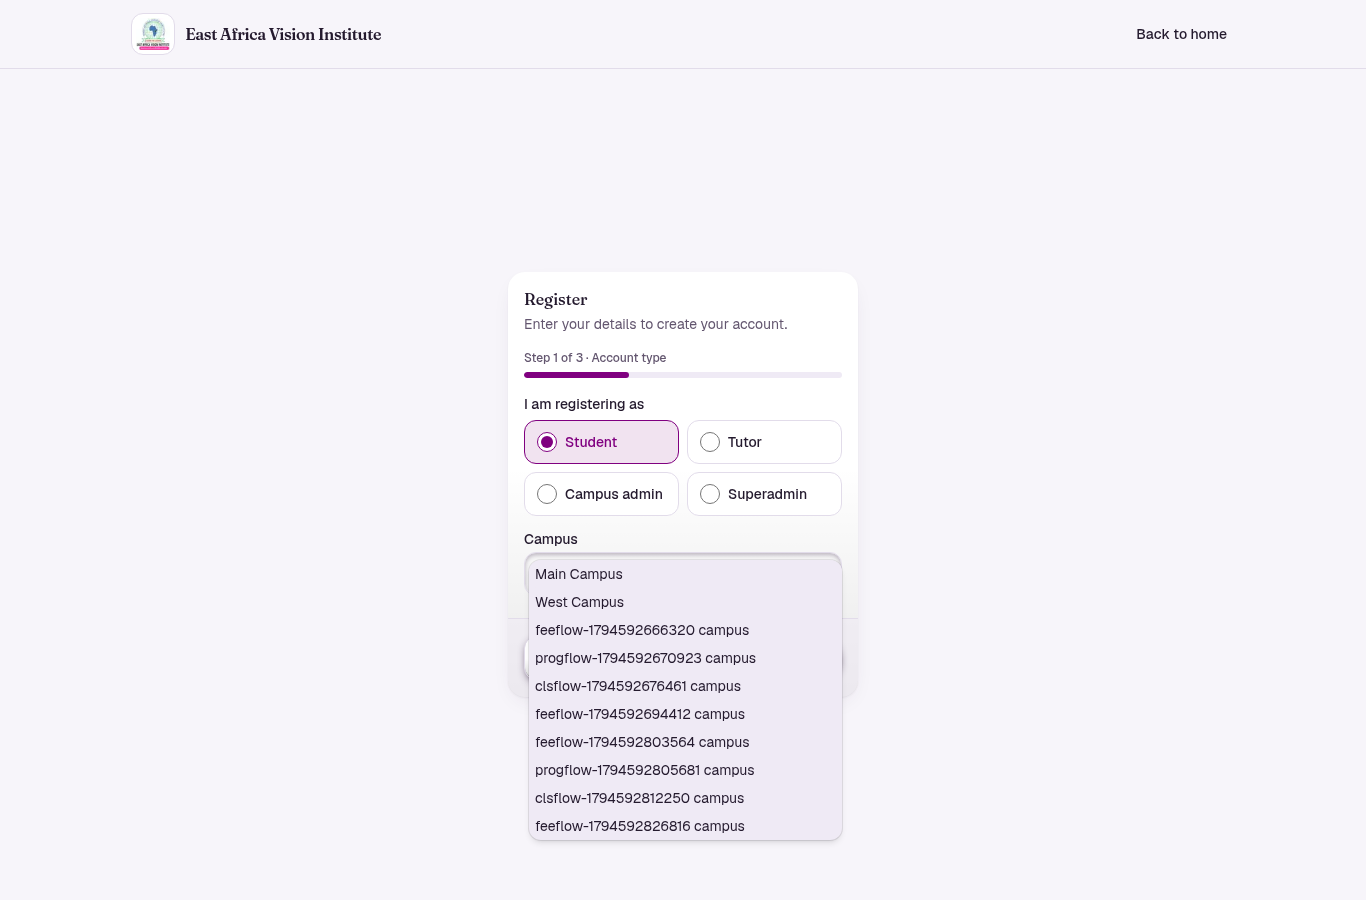 East Africa Vision Institute
Back to home
Register
Enter your details to create your account.
Step 1 of 3 · Account type
I am registering as
Student
Tutor
Campus admin
Superadmin
Campus
Main Campus
West Campus
feeflow-1794592666320 campus
progflow-1794592670923 campus
clsflow-1794592676461 campus
feeflow-1794592694412 campus
feeflow-1794592803564 campus
progflow-1794592805681 campus
clsflow-1794592812250 campus
feeflow-1794592826816 campus